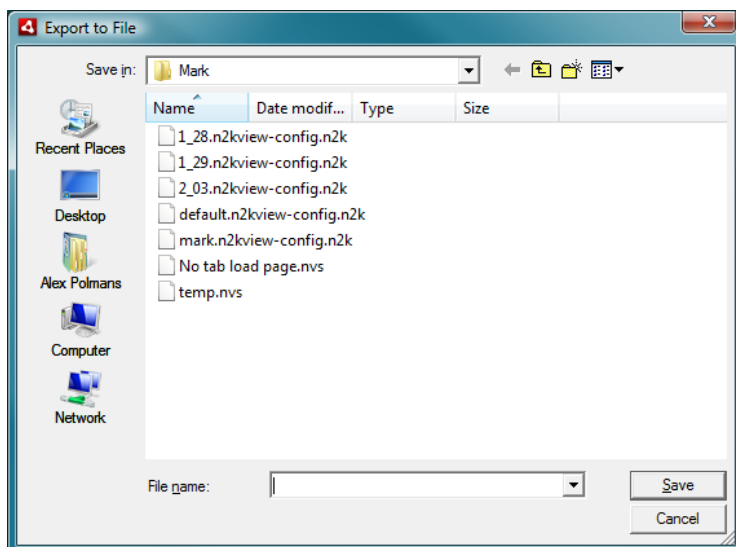 Export to File
Save in: Mark
Name Date modif... Type Size
1_28.n2kview-config.n2k
1_29.n2kview-config.n2k
2_03.n2kview-config.n2k
default.n2kview-config.n2k
mark.n2kview-config.n2k
No tab load page.nvs
temp.nvs
Recent Places
Desktop
Alex Polmans
Computer
Network
File name:
Save
Cancel